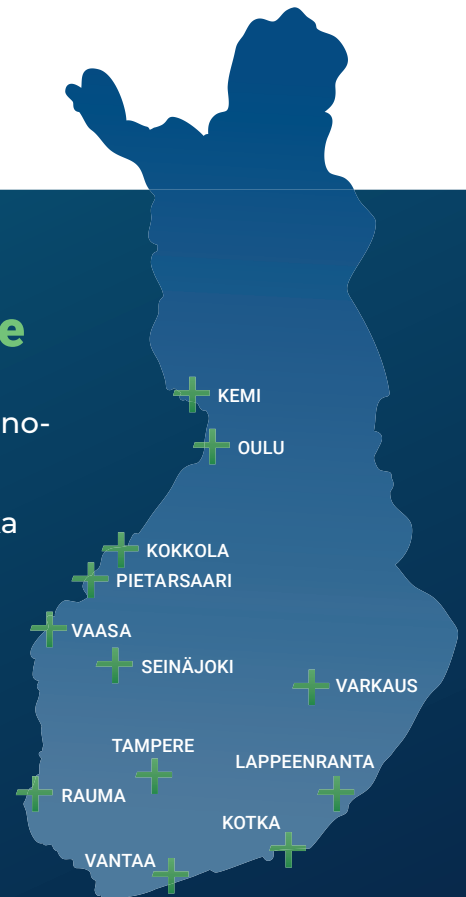 e
no-
a
KEMI
OULU
KOKKOLA
PIETARSAARI
VAASA
SEINÄJOKI
VARKAUS
TAMPERE
LAPPEENRANTA
RAUMA
KOTKA
VANTAA